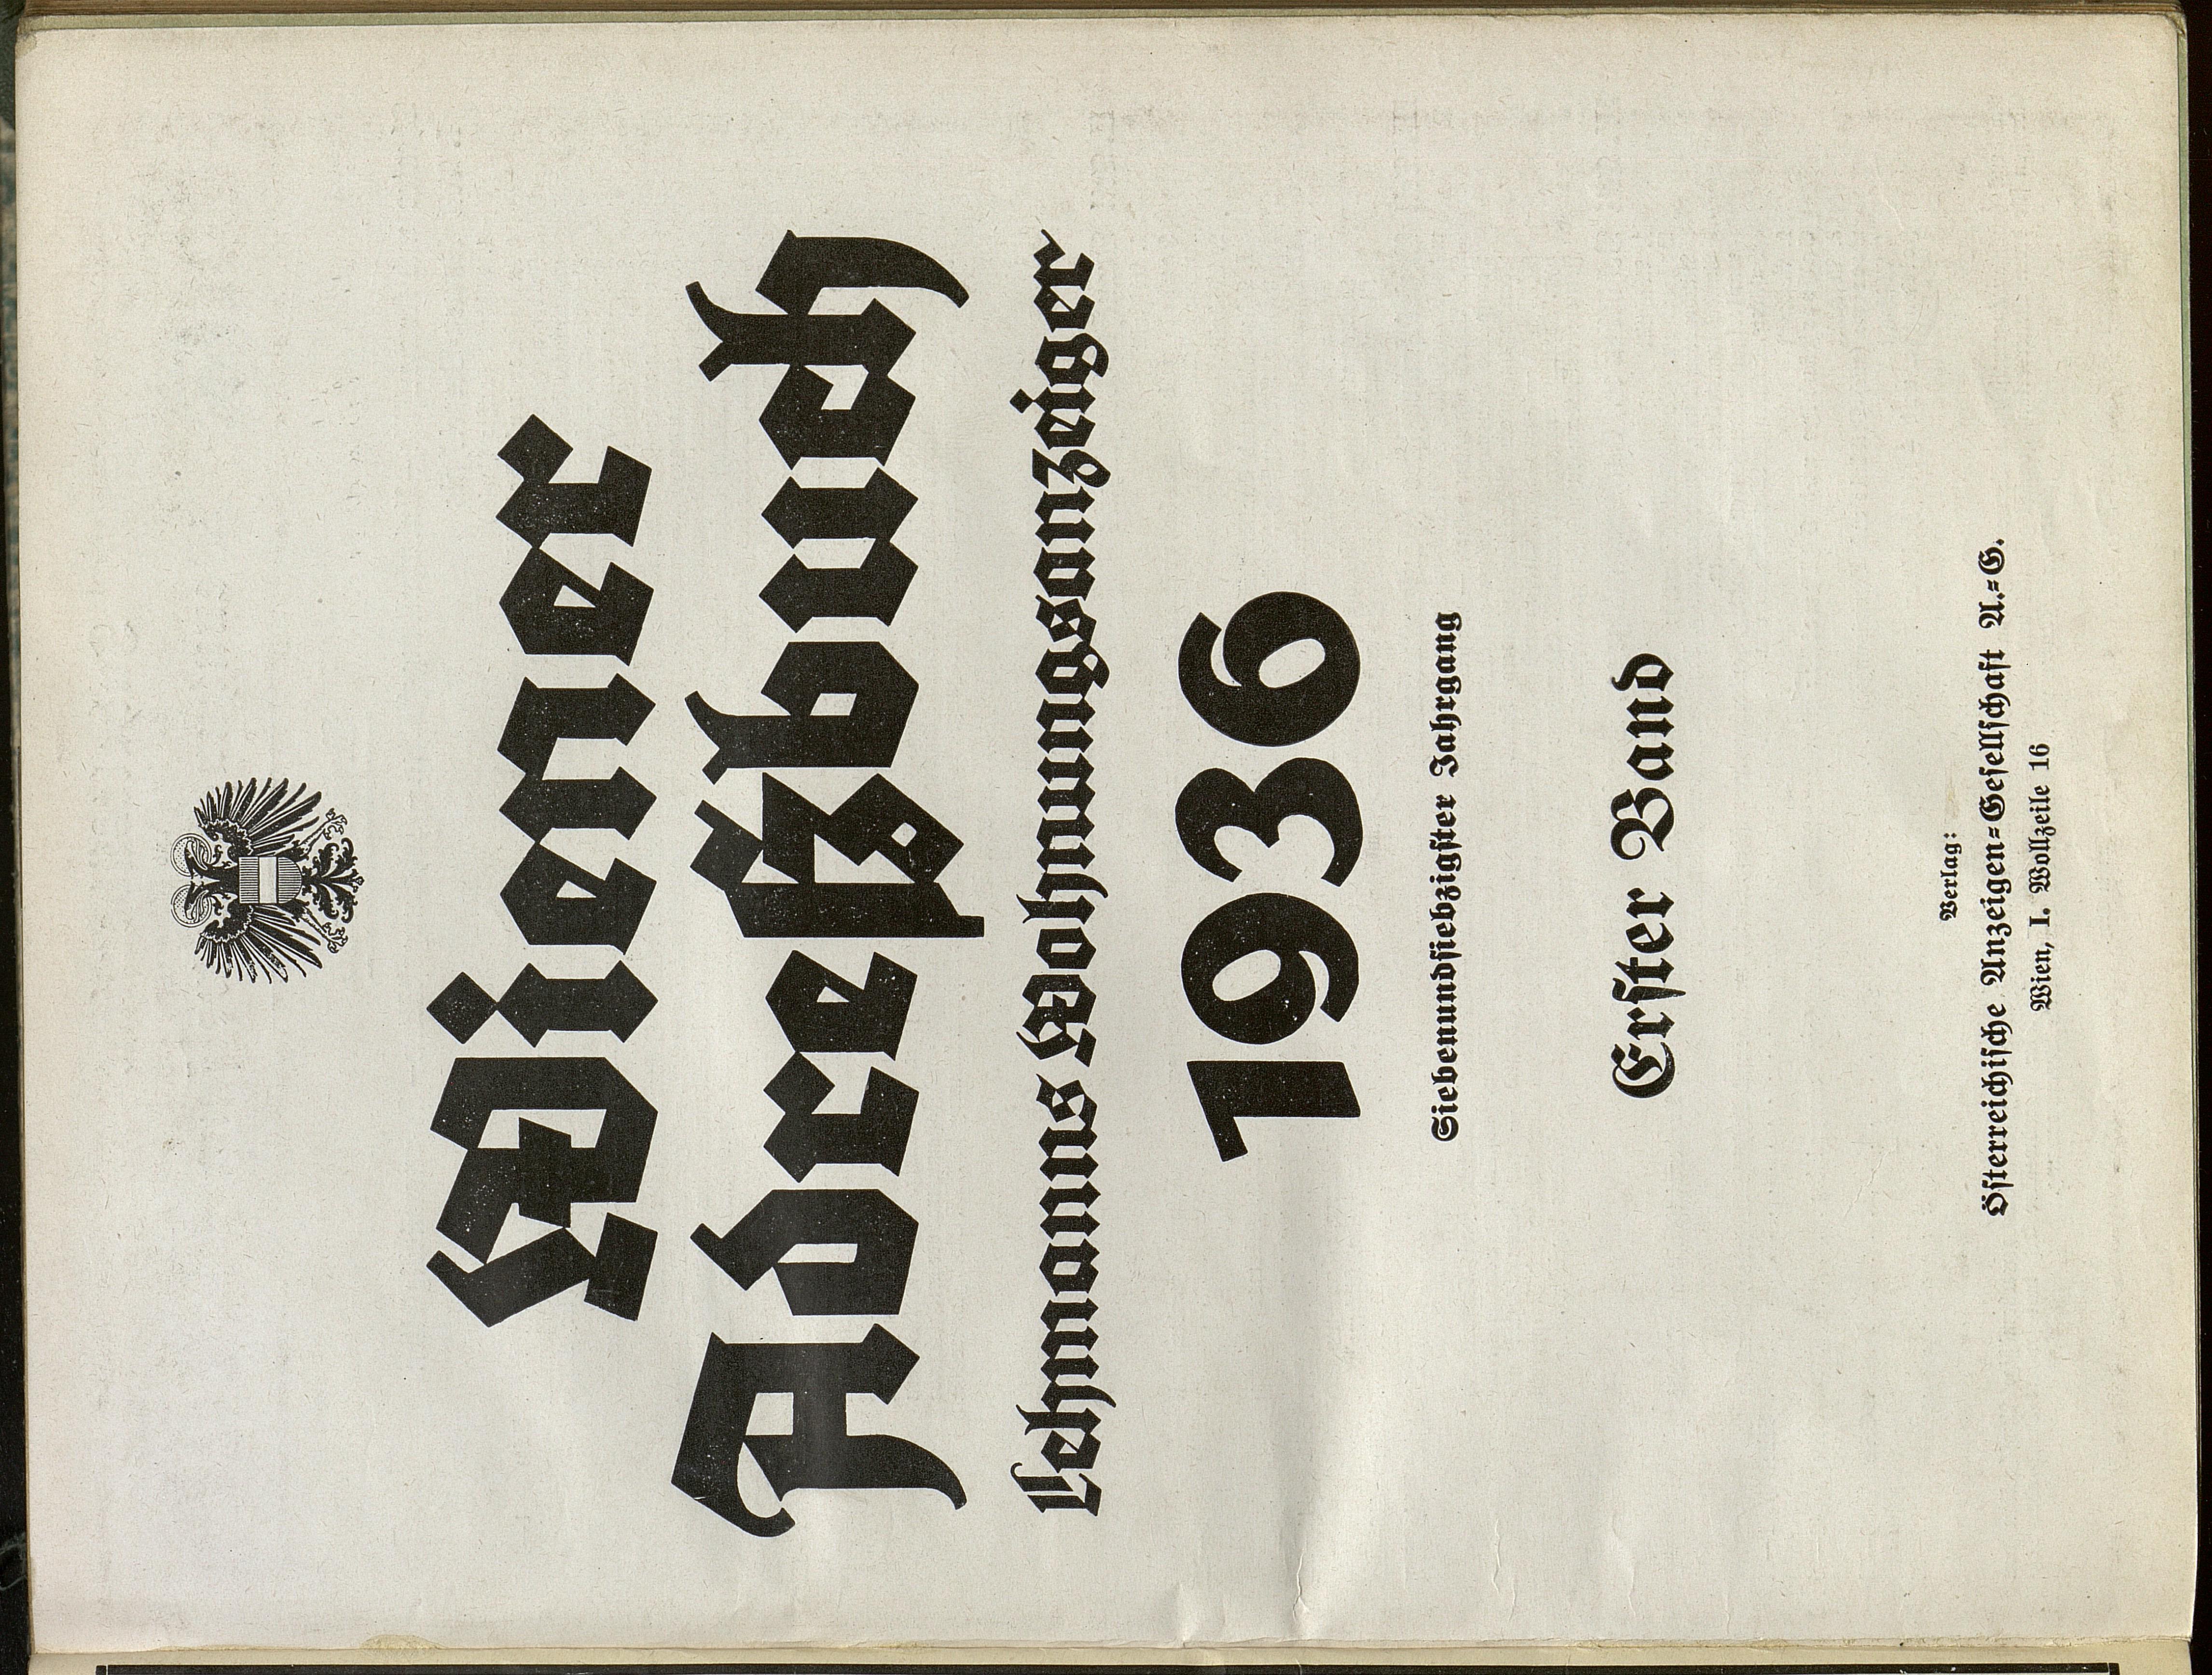 Wiener
Adreßbuch
Lehmanns Wohnungsanzeiger
1936
Siebenundsiebzigster Jahrgang
Erster Band
Verlag:
Österreichische Anzeigen-Gesellschaft A.-G.
Wien, I. Wollzeile 16